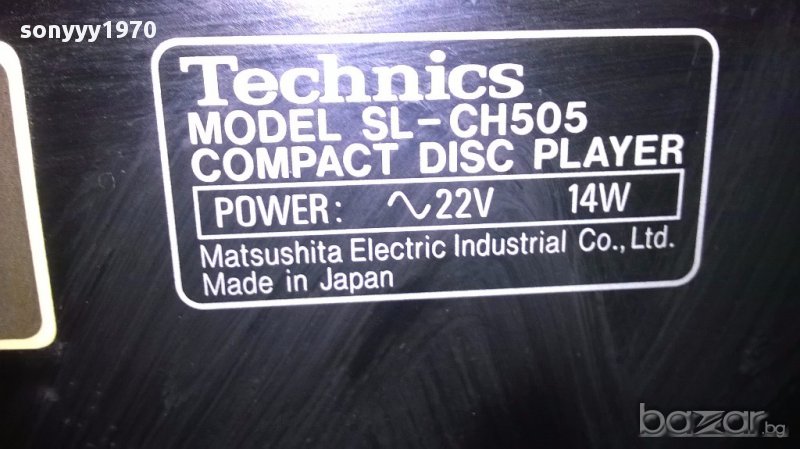 sonyyy1970
Technics
MODEL SL-CH505
COMPACT DISC PLAYER
POWER: ∿22V 14W
Matsushita Electric Industrial Co., Ltd.
Made in Japan
bazar.bg